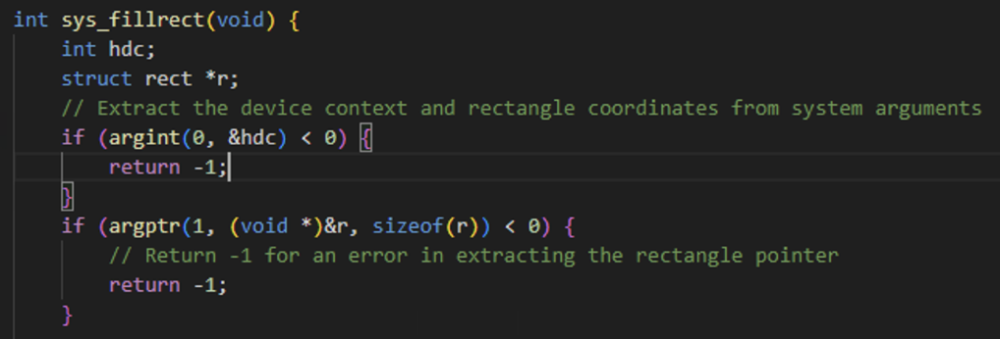 int sys_fillrect(void) {
    int hdc;
    struct rect *r;
    // Extract the device context and rectangle coordinates from system arguments
    if (argint(0, &hdc) < 0) {
        return -1;
    }
    if (argptr(1, (void *)&r, sizeof(r)) < 0) {
        // Return -1 for an error in extracting the rectangle pointer
        return -1;
    }